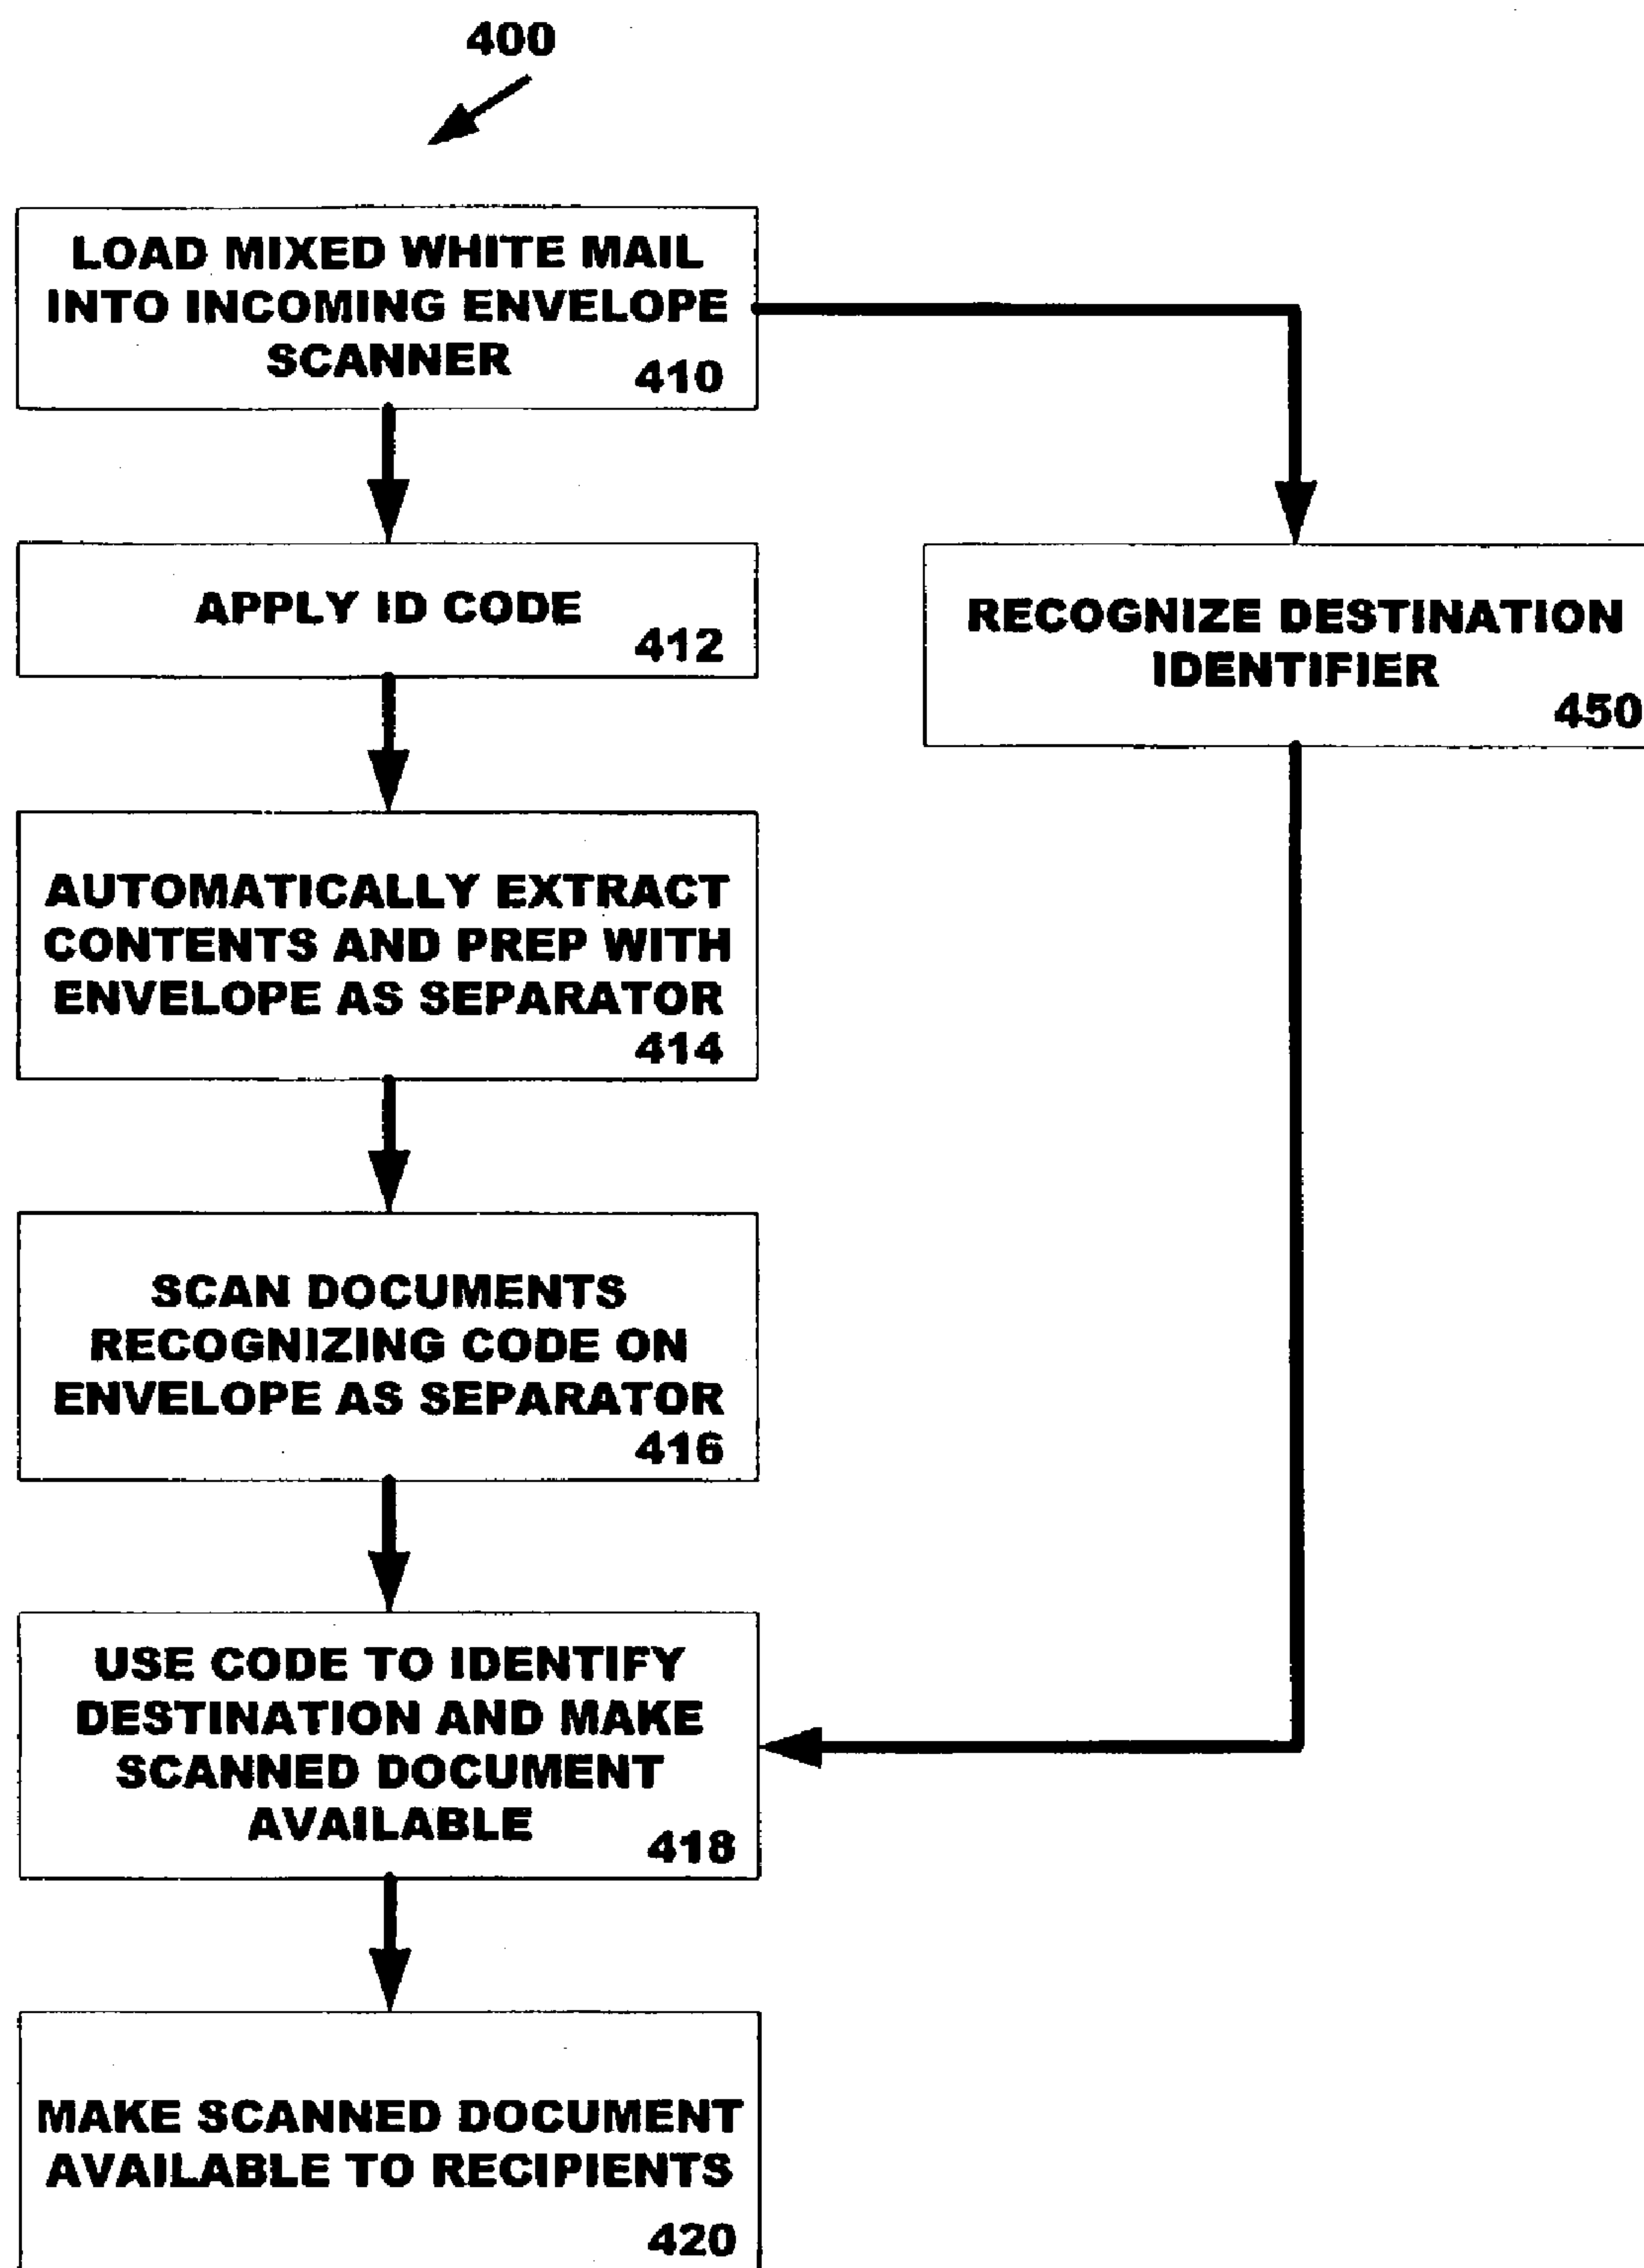 400
LOAD MIXED WHITE MAIL
INTO INCOMING ENVELOPE
SCANNER
410
APPLY ID CODE
412
RECOGNIZE DESTINATION
IDENTIFIER
450
AUTOMATICALLY EXTRACT
CONTENTS AND PREP WITH
ENVELOPE AS SEPARATOR
414
SCAN DOCUMENTS
RECOGNIZING CODE ON
ENVELOPE AS SEPARATOR
416
USE CODE TO IDENTIFY
DESTINATION AND MAKE
SCANNED DOCUMENT
AVAILABLE
418
MAKE SCANNED DOCUMENT
AVAILABLE TO RECIPIENTS
420